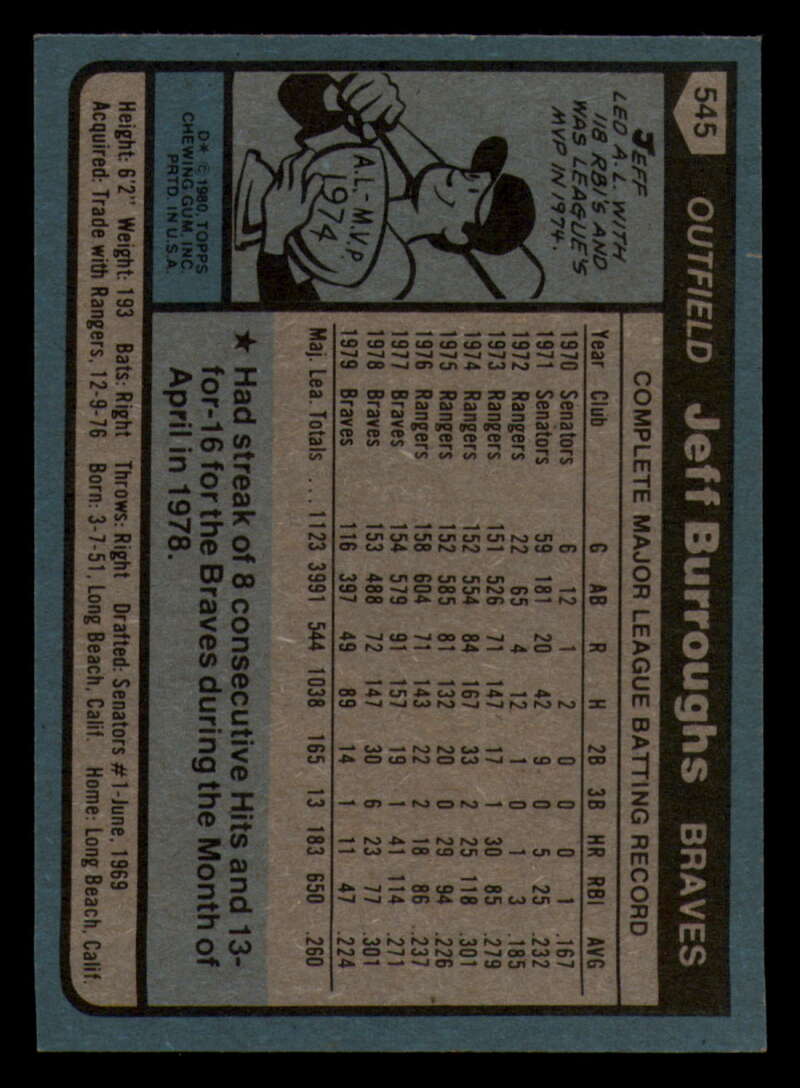 545
OUTFIELD Jeff Burroughs BRAVES
JEFF
LED A.L. WITH
118 RBI'S AND
WAS LEAGUE'S
MVP IN 1974.
A.L.-M.V.P.
1974
D✶ © 1980 TOPPS
CHEWING GUM, INC.
PRTD. IN U.S.A.
COMPLETE MAJOR LEAGUE BATTING RECORD
Year Club G AB R H 2B 3B HR RBI AVG
1970 Senators 6 12 1 2 0 0 0 1 .167
1971 Senators 59 181 20 42 9 0 5 25 .232
1972 Rangers 22 65 4 12 1 0 1 3 .185
1973 Rangers 151 526 71 147 17 1 30 85 .279
1974 Rangers 152 554 84 167 33 2 25 118 .301
1975 Rangers 152 585 81 132 20 0 29 94 .226
1976 Rangers 158 604 71 143 22 2 18 86 .237
1977 Braves 154 579 91 157 19 1 41 114 .271
1978 Braves 153 488 72 147 30 6 23 77 .301
1979 Braves 116 397 49 89 14 1 11 47 .224
Maj. Lea. Totals ... 1123 3991 544 1038 165 13 183 650 .260
★ Had streak of 8 consecutive Hits and 13-
for-16 for the Braves during the Month of
April in 1978.
Height: 6'2" Weight: 193 Bats: Right Throws: Right Drafted: Senators #1-June, 1969
Acquired: Trade with Rangers, 12-9-76 Born: 3-7-51, Long Beach, Calif. Home: Long Beach, Calif.